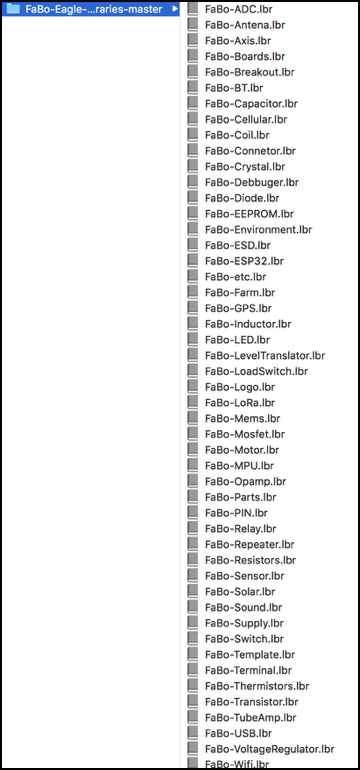 FaBo-Eagle-...raries-master
FaBo-ADC.lbr
FaBo-Antena.lbr
FaBo-Axis.lbr
FaBo-Boards.lbr
FaBo-Breakout.lbr
FaBo-BT.lbr
FaBo-Capacitor.lbr
FaBo-Cellular.lbr
FaBo-Coil.lbr
FaBo-Connetor.lbr
FaBo-Crystal.lbr
FaBo-Debbuger.lbr
FaBo-Diode.lbr
FaBo-EEPROM.lbr
FaBo-Environment.lbr
FaBo-ESD.lbr
FaBo-ESP32.lbr
FaBo-etc.lbr
FaBo-Farm.lbr
FaBo-GPS.lbr
FaBo-Inductor.lbr
FaBo-LED.lbr
FaBo-LevelTranslator.lbr
FaBo-LoadSwitch.lbr
FaBo-Logo.lbr
FaBo-LoRa.lbr
FaBo-Mems.lbr
FaBo-Mosfet.lbr
FaBo-Motor.lbr
FaBo-MPU.lbr
FaBo-Opamp.lbr
FaBo-Parts.lbr
FaBo-PIN.lbr
FaBo-Relay.lbr
FaBo-Repeater.lbr
FaBo-Resistors.lbr
FaBo-Sensor.lbr
FaBo-Solar.lbr
FaBo-Sound.lbr
FaBo-Supply.lbr
FaBo-Switch.lbr
FaBo-Template.lbr
FaBo-Terminal.lbr
FaBo-Thermistors.lbr
FaBo-Transistor.lbr
FaBo-TubeAmp.lbr
FaBo-USB.lbr
FaBo-VoltageRegulator.lbr
FaBo-Wifi.lbr